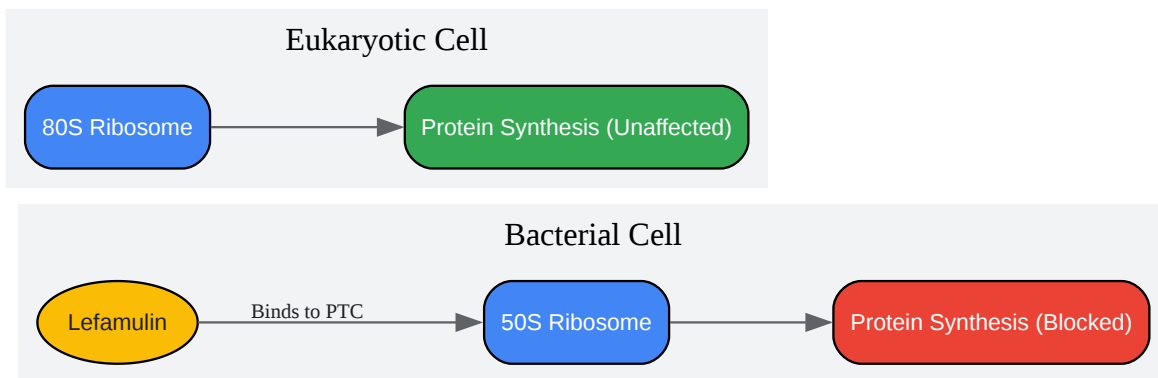 Eukaryotic Cell
80S Ribosome
Protein Synthesis (Unaffected)
Bacterial Cell
Lefamulin
Binds to PTC
50S Ribosome
Protein Synthesis (Blocked)